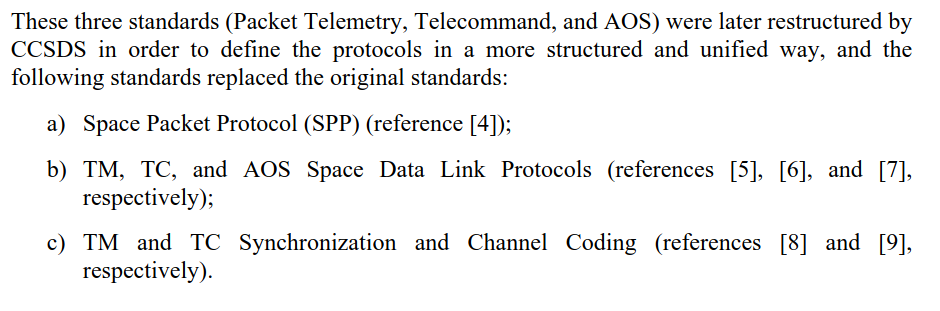 These three standards (Packet Telemetry, Telecommand, and AOS) were later restructured by
CCSDS in order to define the protocols in a more structured and unified way, and the
following standards replaced the original standards:
a) Space Packet Protocol (SPP) (reference [4]);
b) TM, TC, and AOS Space Data Link Protocols (references [5], [6], and [7],
respectively);
c) TM and TC Synchronization and Channel Coding (references [8] and [9],
respectively).